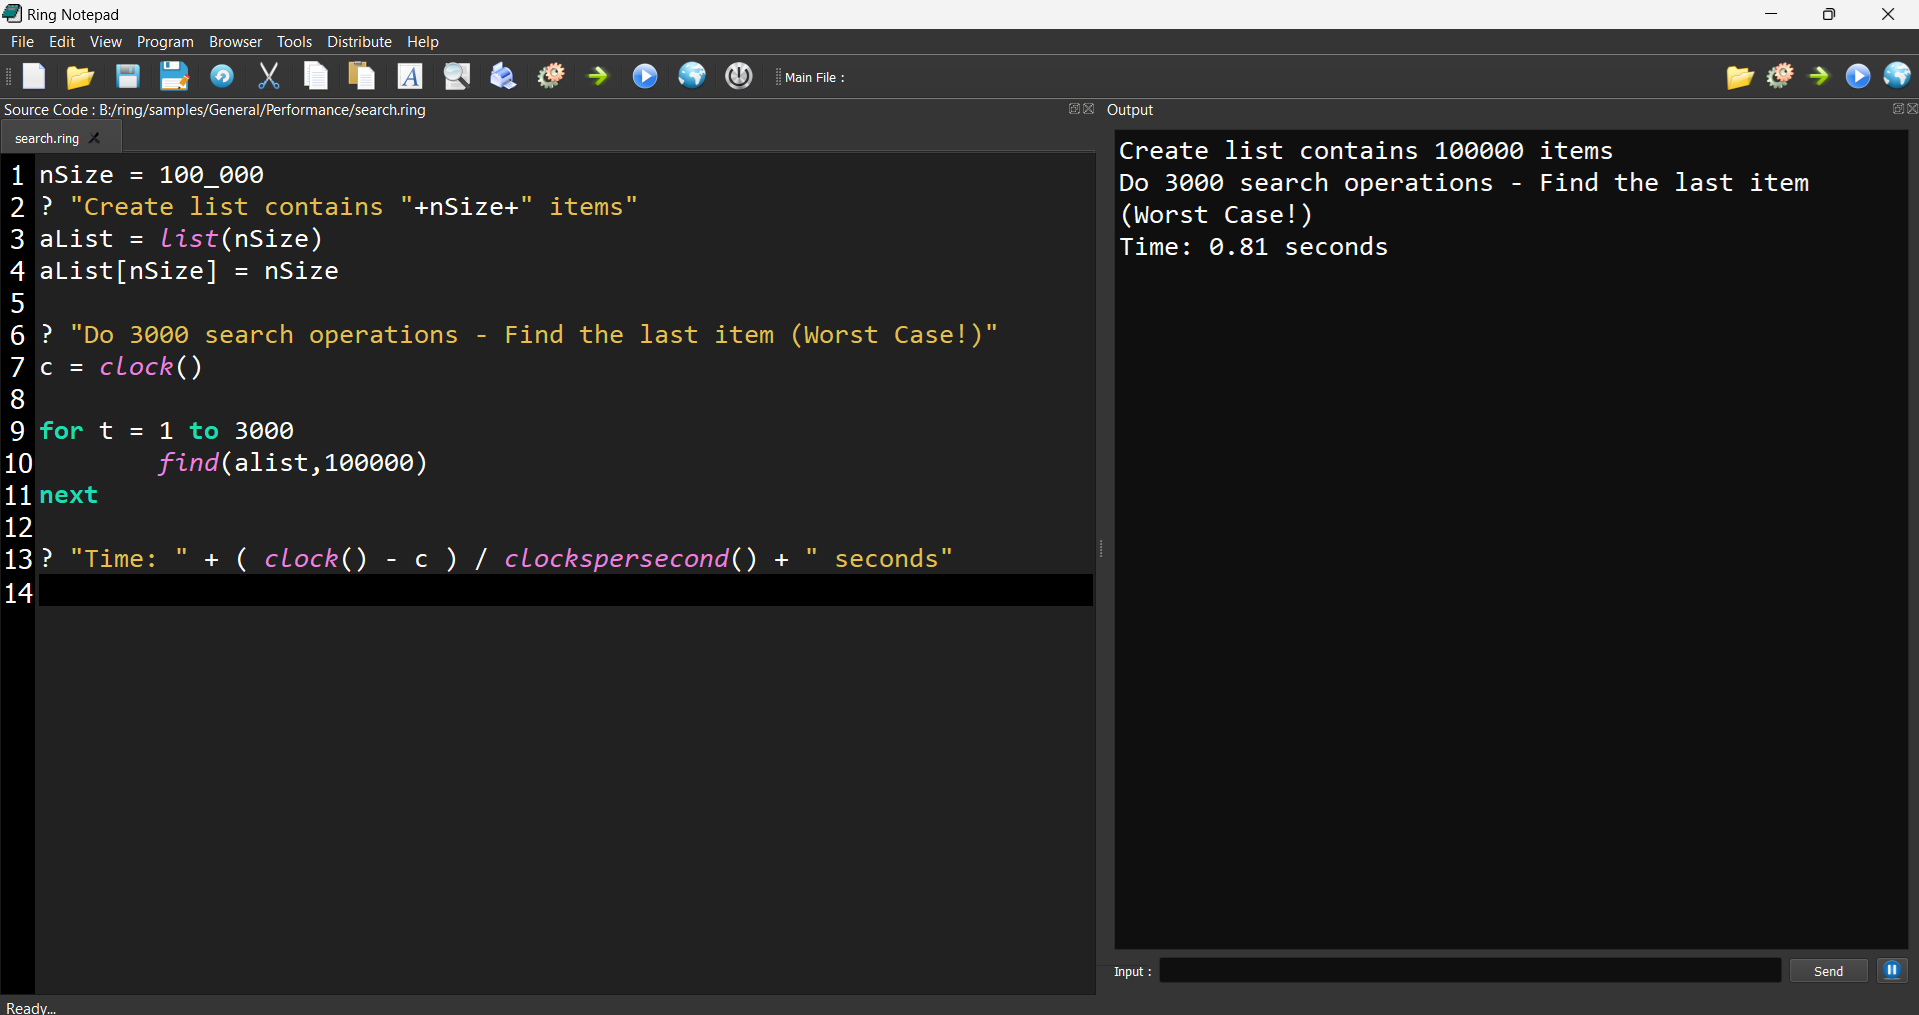 Ring Notepad
File Edit View Program Browser Tools Distribute Help
Main File :
Source Code : B:/ring/samples/General/Performance/search.ring
search.ring
1 nSize = 100_000
2 ? "Create list contains "+nSize+" items"
3 aList = list(nSize)
4 aList[nSize] = nSize
5
6 ? "Do 3000 search operations - Find the last item (Worst Case!)"
7 c = clock()
8
9 for t = 1 to 3000
10 find(alist,100000)
11 next
12
13 ? "Time: " + ( clock() - c ) / clockspersecond() + " seconds"
14
Output
Create list contains 100000 items
Do 3000 search operations - Find the last item
(Worst Case!)
Time: 0.81 seconds
Input :
Send
Ready...